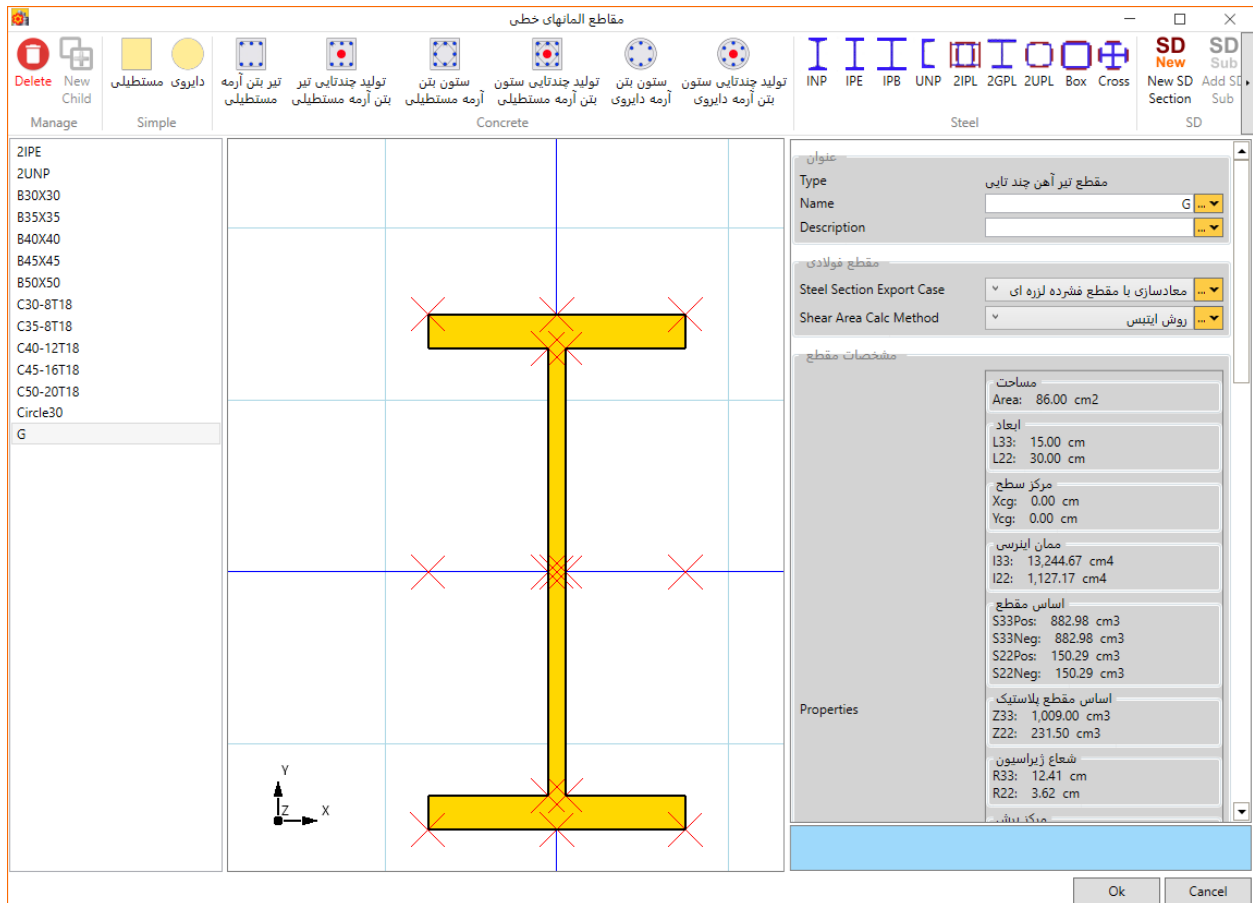 مقاطع المانهای خطی
Delete
New
Child
مستطیلی
دایروی
تیر بتن آرمه
مستطیلی
تولید چندتایی تیر
بتن آرمه مستطیلی
ستون بتن
آرمه مستطیلی
تولید چندتایی ستون
بتن آرمه مستطیلی
ستون بتن
آرمه دایروی
تولید چندتایی ستون
بتن آرمه دایروی
INP
IPE
IPB
UNP
2IPL
2GPL
2UPL
Box
Cross
SD
New
New SD
Section
SD
Sub
Add SD
Sub
Manage
Simple
Concrete
Steel
SD
2IPE
2UNP
B30X30
B35X35
B40X40
B45X45
B50X50
C30-8T18
C35-8T18
C40-12T18
C45-16T18
C50-20T18
Circle30
G
Y
Z
X
عنوان
Type مقطع تیر آهن چند تایی
Name G ...
Description ...
مقطع فولادی
Steel Section Export Case معادسازی با مقطع فشرده لزره ای ...
Shear Area Calc Method روش ایتبس ...
مشخصات مقطع
Properties
مساحت
Area: 86.00 cm2
ابعاد
L33: 15.00 cm
L22: 30.00 cm
مرکز سطح
Xcg: 0.00 cm
Ycg: 0.00 cm
ممان اینرسی
I33: 13,244.67 cm4
I22: 1,127.17 cm4
اساس مقطع
S33Pos: 882.98 cm3
S33Neg: 882.98 cm3
S22Pos: 150.29 cm3
S22Neg: 150.29 cm3
اساس مقطع پلاستیک
Z33: 1,009.00 cm3
Z22: 231.50 cm3
شعاع ژیراسیون
R33: 12.41 cm
R22: 3.62 cm
مرکز برش
Ok
Cancel